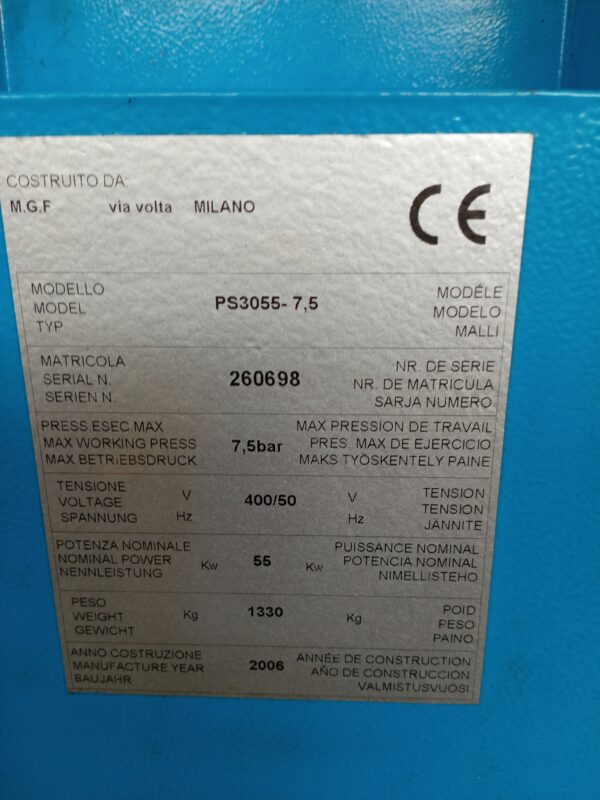 COSTRUITO DA:
M.G.F via volta MILANO
CE
MODELLO
MODEL
TYP
PS3055- 7,5
MODÈLE
MODELO
MALLI
MATRICOLA
SERIAL N.
SERIEN N.
260698
NR. DE SÈRIE
NR. DE MATRICULA
SARJA NUMERO
PRESS ESEC.MAX
MAX WORKING PRESS
MAX BETRIEBSDRUCK
7,5bar
MAX PRESSION DE TRAVAIL
PRES. MAX DE EJERCICIO
MAKS TYÖSKENTELY PAINE
TENSIONE
VOLTAGE
SPANNUNG
V
Hz
400/50
V
Hz
TENSION
TENSION
JÄNNITE
POTENZA NOMINALE
NOMINAL POWER
NENNLEISTUNG
Kw
55
Kw
PUISSANCE NOMINAL
POTENCIA NOMINAL
NIMELLISTEHO
PESO
WEIGHT
GEWICHT
Kg
1330
Kg
POID
PESO
PAINO
ANNO COSTRUZIONE
MANUFACTURE YEAR
BAUJAHR
2006
ANNÉE DE CONSTRUCTION
AÑO DE CONSTRUCCION
VALMISTUSVUOSI